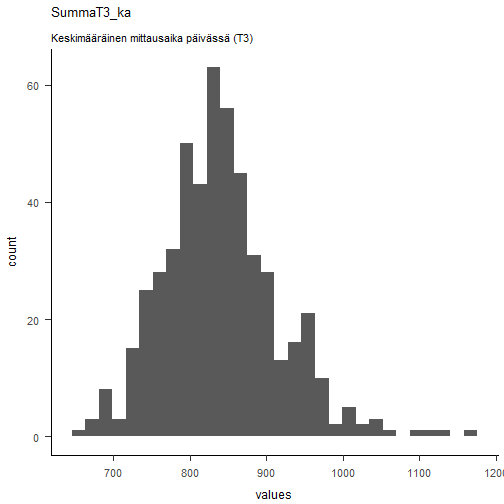 SummaT3_ka
Keskimääräinen mittausaika päivässä (T3)
60
40
20
0
count
700 800 900 1000 1100 1200
values